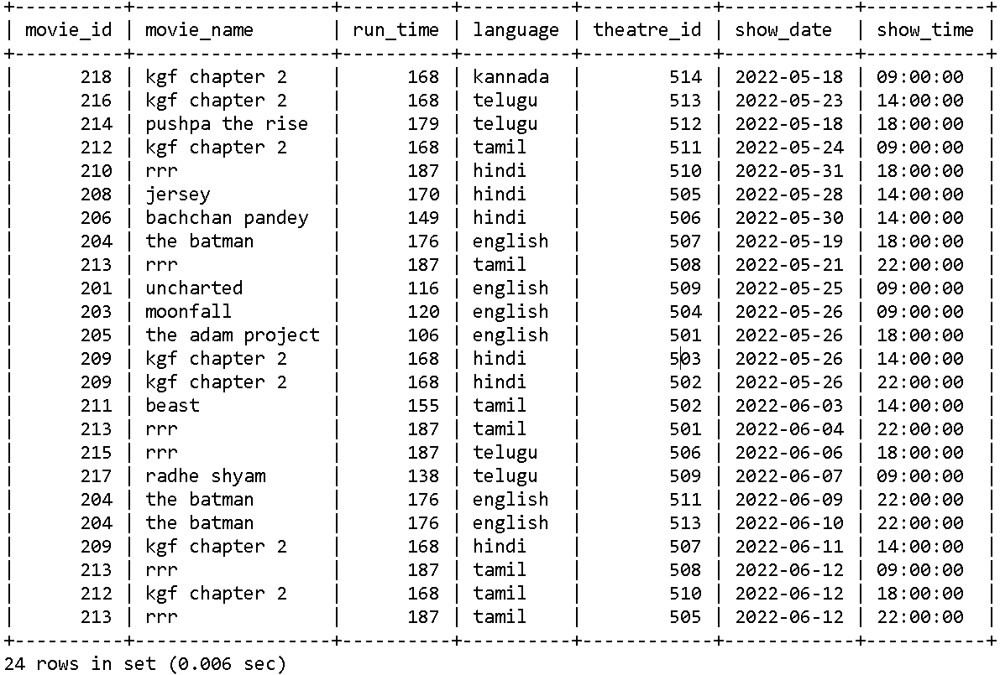 +----------+------------------+----------+----------+------------+------------+-----------+
| movie_id | movie_name       | run_time | language | theatre_id | show_date  | show_time |
+----------+------------------+----------+----------+------------+------------+-----------+
|      218 | kgf chapter 2    |      168 | kannada  |        514 | 2022-05-18 | 09:00:00  |
|      216 | kgf chapter 2    |      168 | telugu   |        513 | 2022-05-23 | 14:00:00  |
|      214 | pushpa the rise  |      179 | telugu   |        512 | 2022-05-18 | 18:00:00  |
|      212 | kgf chapter 2    |      168 | tamil    |        511 | 2022-05-24 | 09:00:00  |
|      210 | rrr              |      187 | hindi    |        510 | 2022-05-31 | 18:00:00  |
|      208 | jersey           |      170 | hindi    |        505 | 2022-05-28 | 14:00:00  |
|      206 | bachchan pandey  |      149 | hindi    |        506 | 2022-05-30 | 14:00:00  |
|      204 | the batman       |      176 | english  |        507 | 2022-05-19 | 18:00:00  |
|      213 | rrr              |      187 | tamil    |        508 | 2022-05-21 | 22:00:00  |
|      201 | uncharted        |      116 | english  |        509 | 2022-05-25 | 09:00:00  |
|      203 | moonfall         |      120 | english  |        504 | 2022-05-26 | 09:00:00  |
|      205 | the adam project |      106 | english  |        501 | 2022-05-26 | 18:00:00  |
|      209 | kgf chapter 2    |      168 | hindi    |        503 | 2022-05-26 | 14:00:00  |
|      209 | kgf chapter 2    |      168 | hindi    |        502 | 2022-05-26 | 22:00:00  |
|      211 | beast            |      155 | tamil    |        502 | 2022-06-03 | 14:00:00  |
|      213 | rrr              |      187 | tamil    |        501 | 2022-06-04 | 22:00:00  |
|      215 | rrr              |      187 | telugu   |        506 | 2022-06-06 | 18:00:00  |
|      217 | radhe shyam      |      138 | telugu   |        509 | 2022-06-07 | 09:00:00  |
|      204 | the batman       |      176 | english  |        511 | 2022-06-09 | 22:00:00  |
|      204 | the batman       |      176 | english  |        513 | 2022-06-10 | 22:00:00  |
|      209 | kgf chapter 2    |      168 | hindi    |        507 | 2022-06-11 | 14:00:00  |
|      213 | rrr              |      187 | tamil    |        508 | 2022-06-12 | 09:00:00  |
|      212 | kgf chapter 2    |      168 | tamil    |        510 | 2022-06-12 | 18:00:00  |
|      213 | rrr              |      187 | tamil    |        505 | 2022-06-12 | 22:00:00  |
+----------+------------------+----------+----------+------------+------------+-----------+
24 rows in set (0.006 sec)